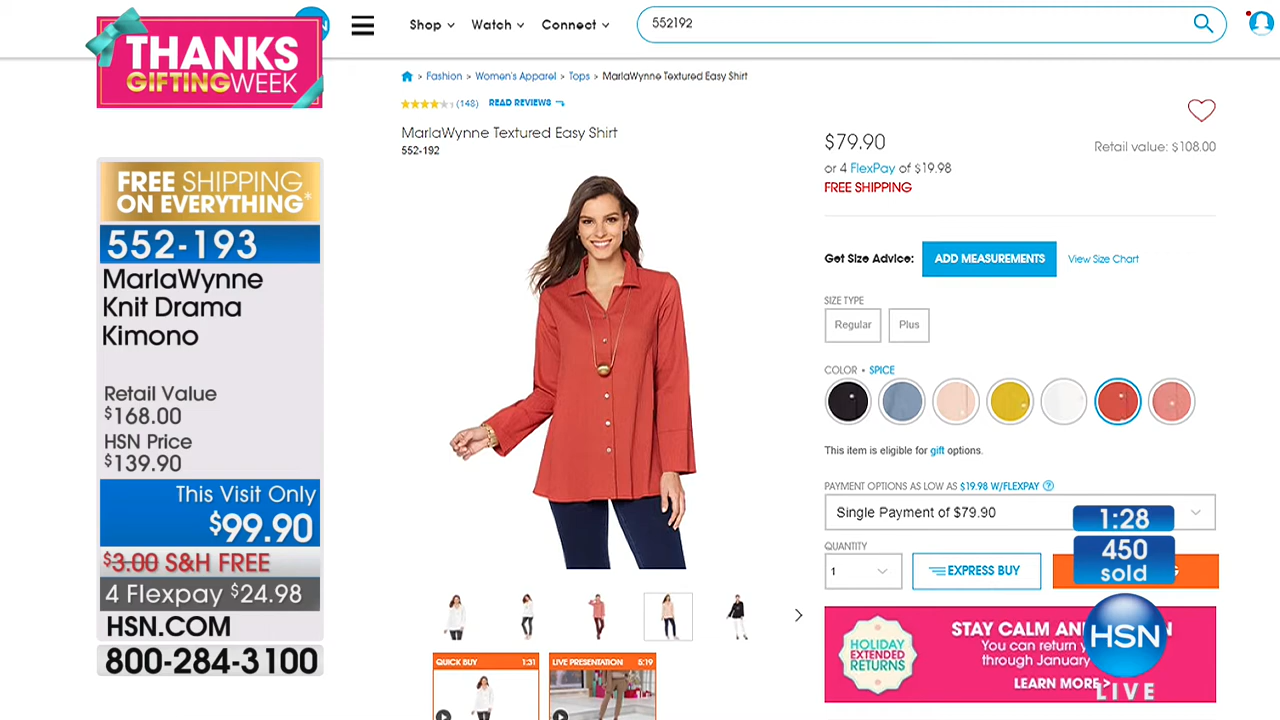 THANKS
GIFTINGWEEK
Shop
Watch
Connect
552192
> Fashion > Women's Apparel > Tops > MarlaWynne Textured Easy Shirt
(148) READ REVIEWS
MarlaWynne Textured Easy Shirt
552-192
FREE SHIPPING
ON EVERYTHING*
552-193
MarlaWynne
Knit Drama
Kimono
Retail Value
$168.00
HSN Price
$139.90
This Visit Only
$99.90
$3.00 S&H FREE
4 Flexpay $24.98
HSN.COM
800-284-3100
$79.90
Retail value: $108.00
or 4 FlexPay of $19.98
FREE SHIPPING
Get Size Advice:
ADD MEASUREMENTS
View Size Chart
SIZE TYPE
Regular
Plus
COLOR • SPICE
This item is eligible for gift options.
PAYMENT OPTIONS AS LOW AS $19.98 W/FLEXPAY ?
Single Payment of $79.90
1:28
QUANTITY
1
EXPRESS BUY
450
sold
HOLIDAY
EXTENDED
RETURNS
STAY CALM
You can return
through January
LEARN MORE >
HSN
LIVE
QUICK BUY 1:31
LIVE PRESENTATION 5:19